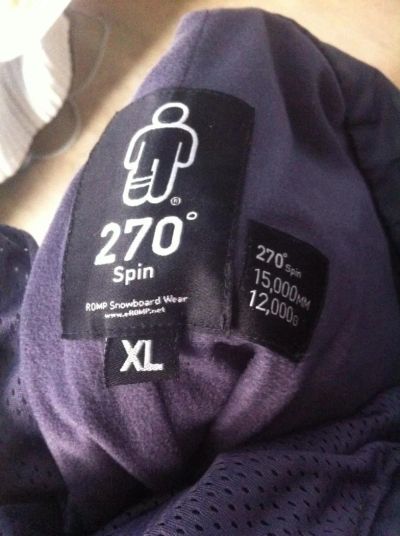 ®
270°
Spin
ROMP Snowboard Wear
www.eROMP.net
XL
270° Spin
15,000MM
12,000G